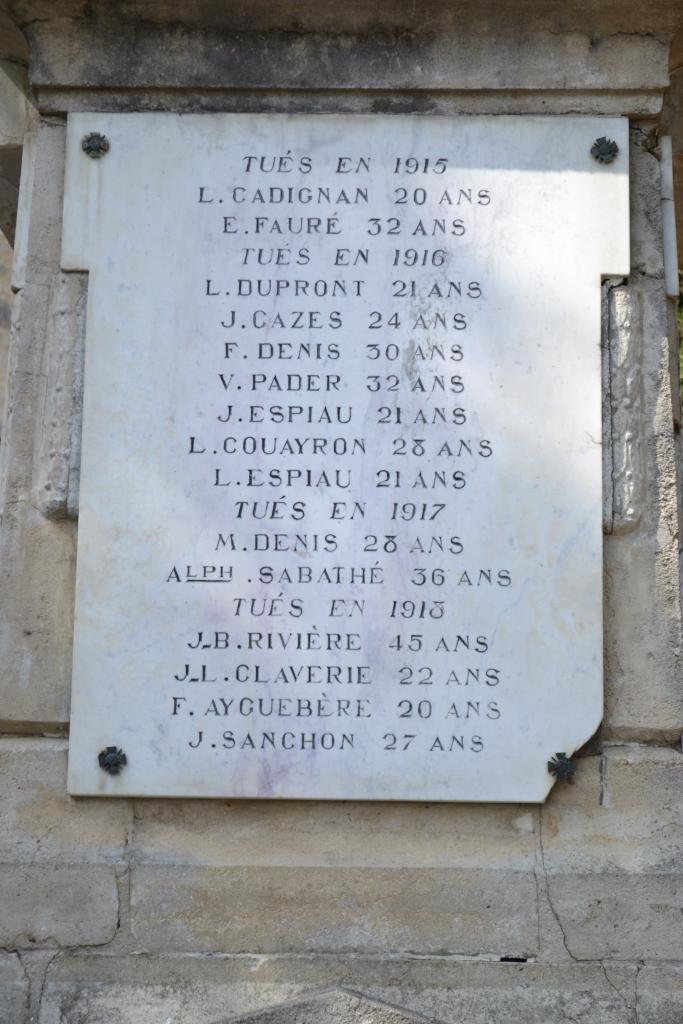 TUÉS EN 1915
L. CADIGNAN 20 ANS
E. FAURÉ 32 ANS
TUÉS EN 1916
L. DUPRONT 21 ANS
J. CAZES 24 ANS
F. DENIS 30 ANS
V. PADER 32 ANS
J. ESPIAU 21 ANS
L. COUAYRON 28 ANS
L. ESPIAU 21 ANS
TUÉS EN 1917
M. DENIS 28 ANS
ALPH. SABATHÉ 36 ANS
TUÉS EN 1918
J-B. RIVIÈRE 45 ANS
J-L. CLAVERIE 22 ANS
F. AYGUEBÈRE 20 ANS
J. SANCHON 27 ANS